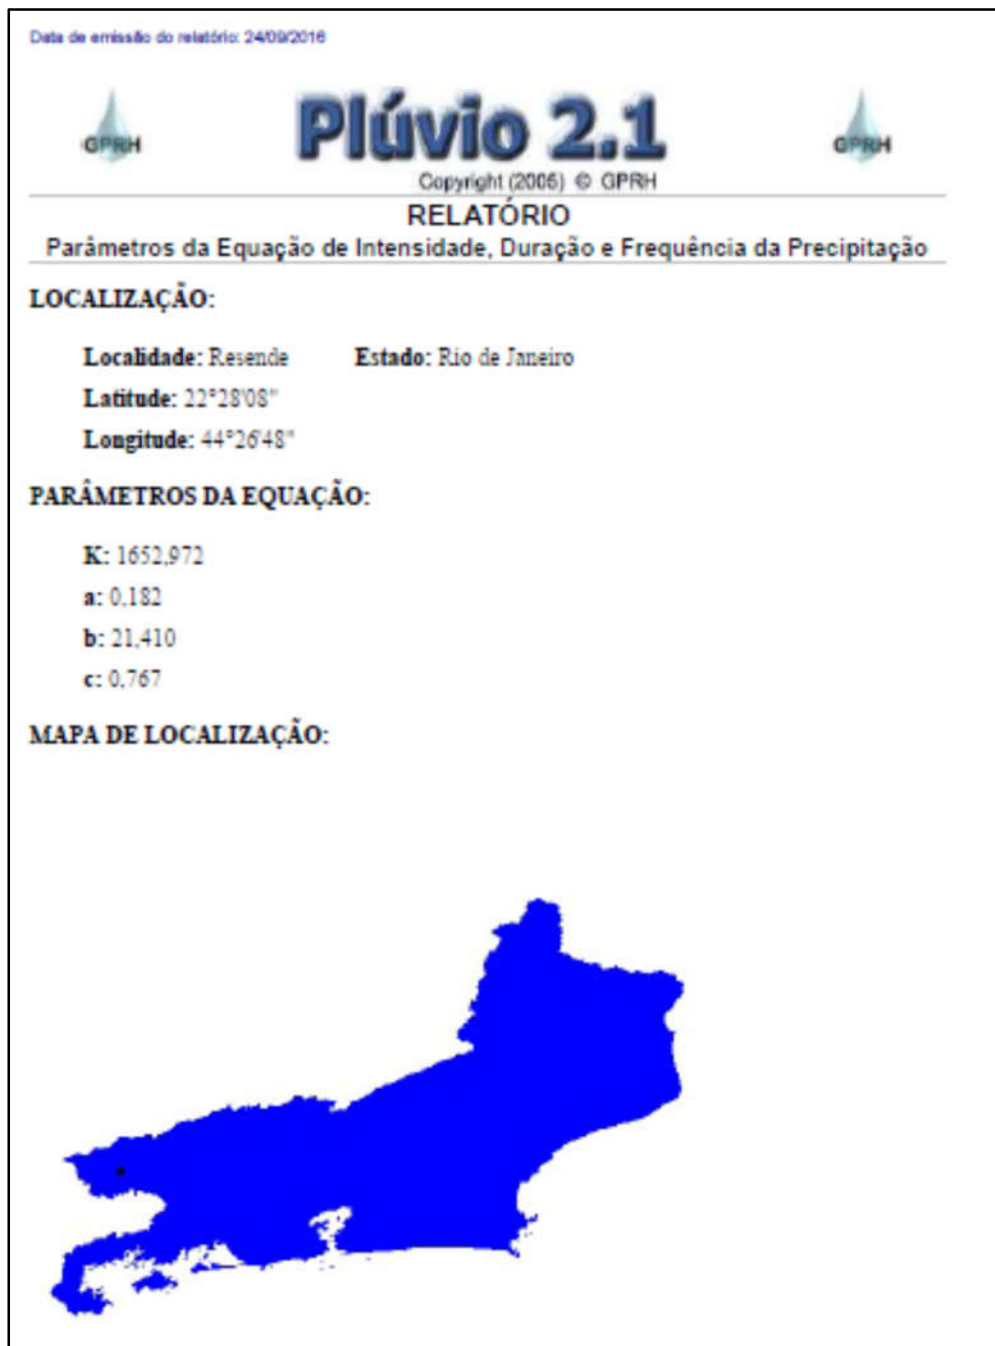 Data de emissão do relatório: 24/09/2016
GPRH
Plúvio 2.1
GPRH
Copyright (2006) © GPRH
RELATÓRIO
Parâmetros da Equação de Intensidade, Duração e Frequência da Precipitação
LOCALIZAÇÃO:
Localidade: Resende Estado: Rio de Janeiro
Latitude: 22°28'08"
Longitude: 44°26'48"
PARÂMETROS DA EQUAÇÃO:
K: 1652,972
a: 0,182
b: 21,410
c: 0,767
MAPA DE LOCALIZAÇÃO: